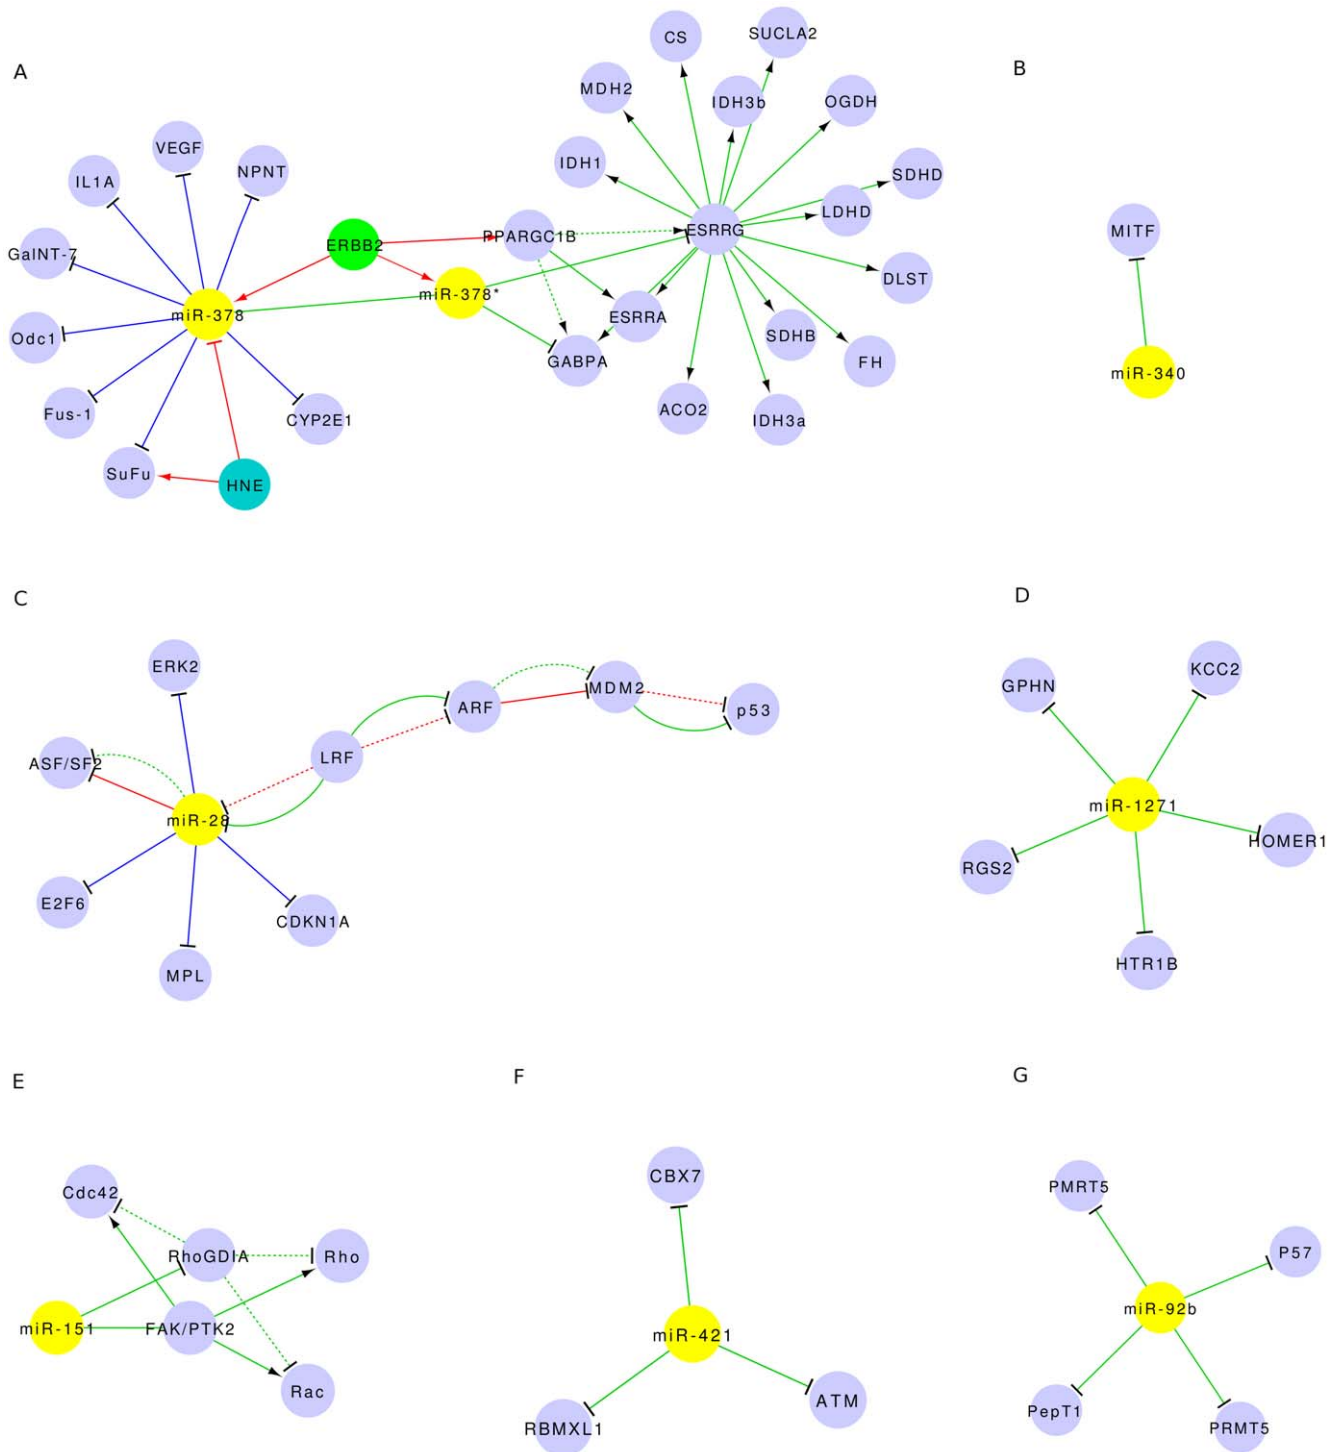 A
B
CS
SUCLA2
MDH2
IDH3b
OGDH
VEGF
IL1A
NPNT
IDH1
SDHD
LDHD
GalNT-7
ERBB2
PPARGC1B
ESRRG
MITF
DLST
miR-378*
miR-378
ESRRA
Odc1
SDHB
GABPA
FH
miR-340
Fus-1
CYP2E1
ACO2
IDH3a
SuFu
HNE
C
D
ERK2
GPHN
KCC2
MDM2
ARF
p53
ASF/SF2
LRF
miR-28
miR-1271
HOMER1
RGS2
E2F6
CDKN1A
MPL
HTR1B
E
F
G
Cdc42
CBX7
PMRT5
RhoGDIA
Rho
P57
miR-151
FAK/PTK2
miR-421
miR-92b
Rac
RBMXL1
ATM
PepT1
PRMT5